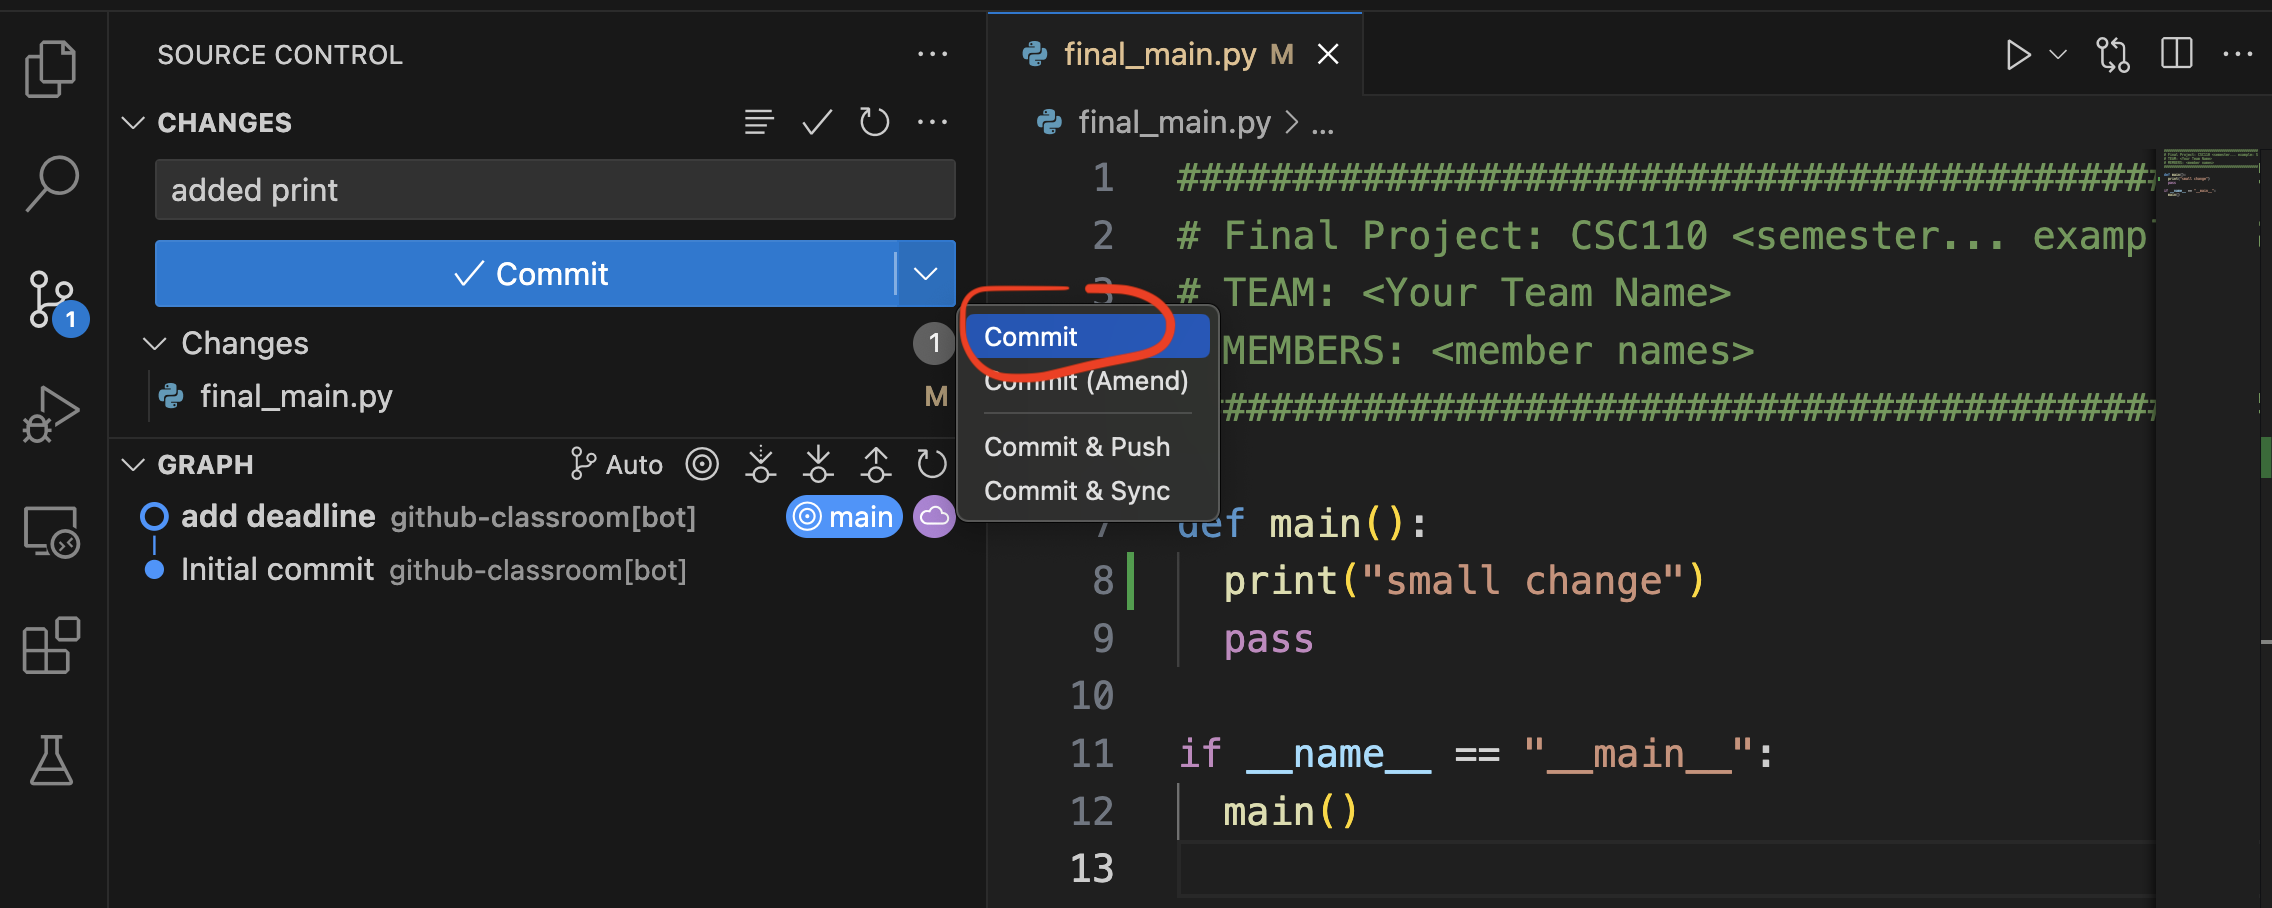 SOURCE CONTROL
CHANGES
added print
Commit
Changes 1
final_main.py M
GRAPH Auto
add deadline github-classroom[bot] main
Initial commit github-classroom[bot]
1
Commit
Commit (Amend)
Commit & Push
Commit & Sync
final_main.py M
final_main.py > ...
1 ##########################################
2 # Final Project: CSC110 <semester... exampl
3 # TEAM: <Your Team Name>
MEMBERS: <member names>
#########################################
7 def main():
8 print("small change")
9 pass
10
11 if __name__ == "__main__":
12 main()
13